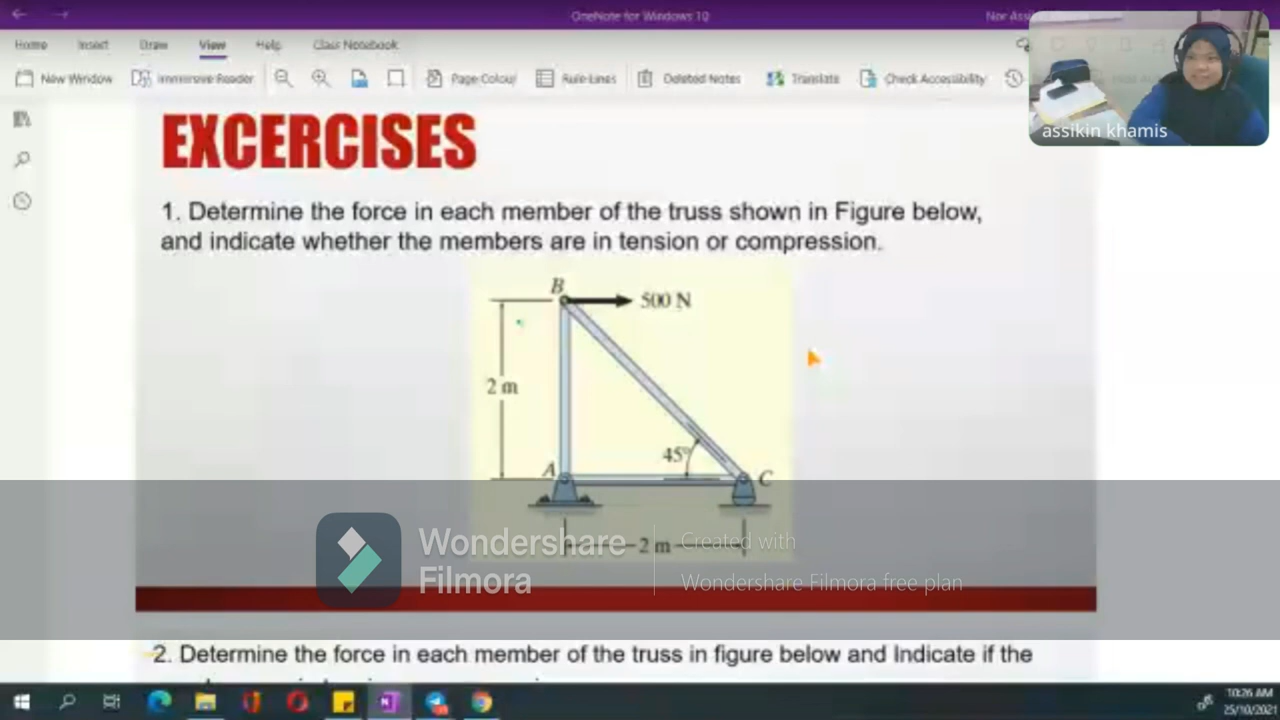 OneNote for Windows 10
Home Insert Draw View Help Class Notebook
New Window Immersive Reader Page Colour Rule Lines Deleted Notes Translate Check Accessibility
assikin khamis
EXCERCISES
1. Determine the force in each member of the truss shown in Figure below,
and indicate whether the members are in tension or compression.
B
500 N
2 m
45°
A
C
2 m
Wondershare
Filmora
Created with
Wondershare Filmora free plan
2. Determine the force in each member of the truss in figure below and Indicate if the
10:26 AM
25/10/2021